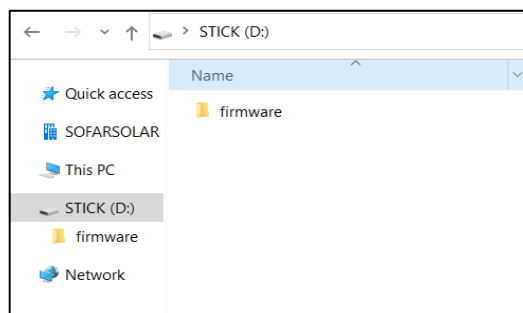 STICK (D:)
Name
Quick access
firmware
SOFARSOLAR
This PC
STICK (D:)
firmware
Network